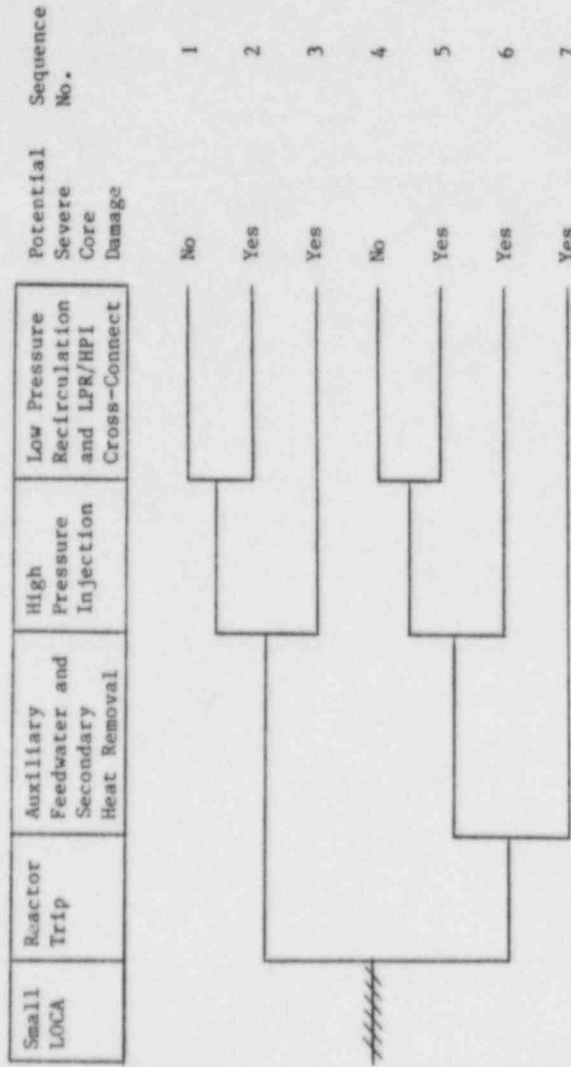 Small
LOCA
Reactor
Trip
Auxiliary
Feedwater and
Secondary
Heat Removal
High
Pressure
Injection
Low Pressure
Recirculation
and LPR/HPI
Cross-Connect
Potential
Severe
Core
Damage
Sequence
No.
No 1
Yes 2
Yes 3
No 4
Yes 5
Yes 6
Yes 7